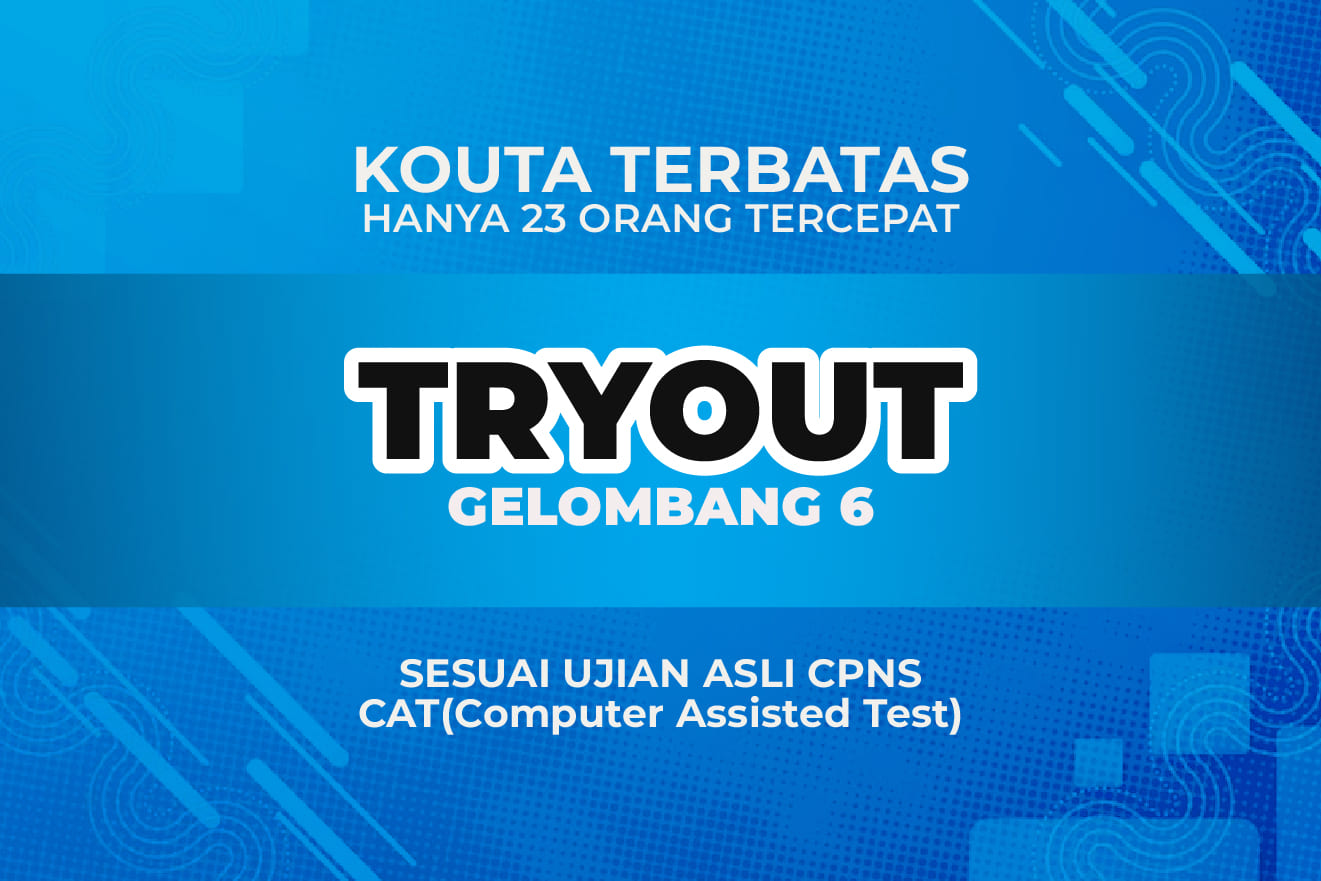 KOUTA TERBATAS
HANYA 23 ORANG TERCEPAT
TRYOUT
GELOMBANG 6
SESUAI UJIAN ASLI CPNS
CAT(Computer Assisted Test)